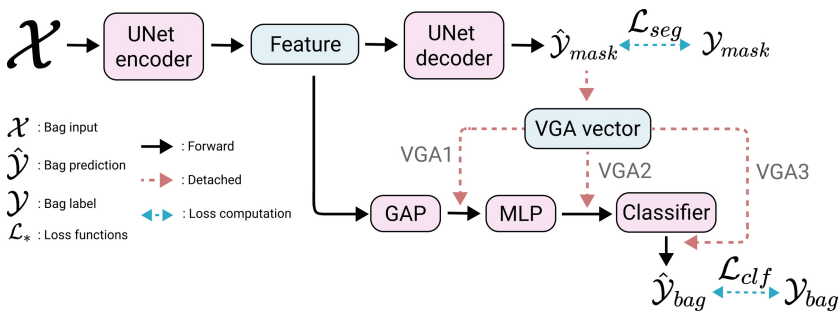 𝒳
UNet
encoder
Feature
UNet
decoder
𝒴̂_mask
ℒ_seg
𝒴_mask
VGA vector
VGA1
VGA2
VGA3
𝒳 : Bag input
𝒴̂ : Bag prediction
𝒴 : Bag label
ℒ_* : Loss functions
: Forward
: Detached
: Loss computation
GAP
MLP
Classifier
𝒴̂_bag
ℒ_clf
𝒴_bag